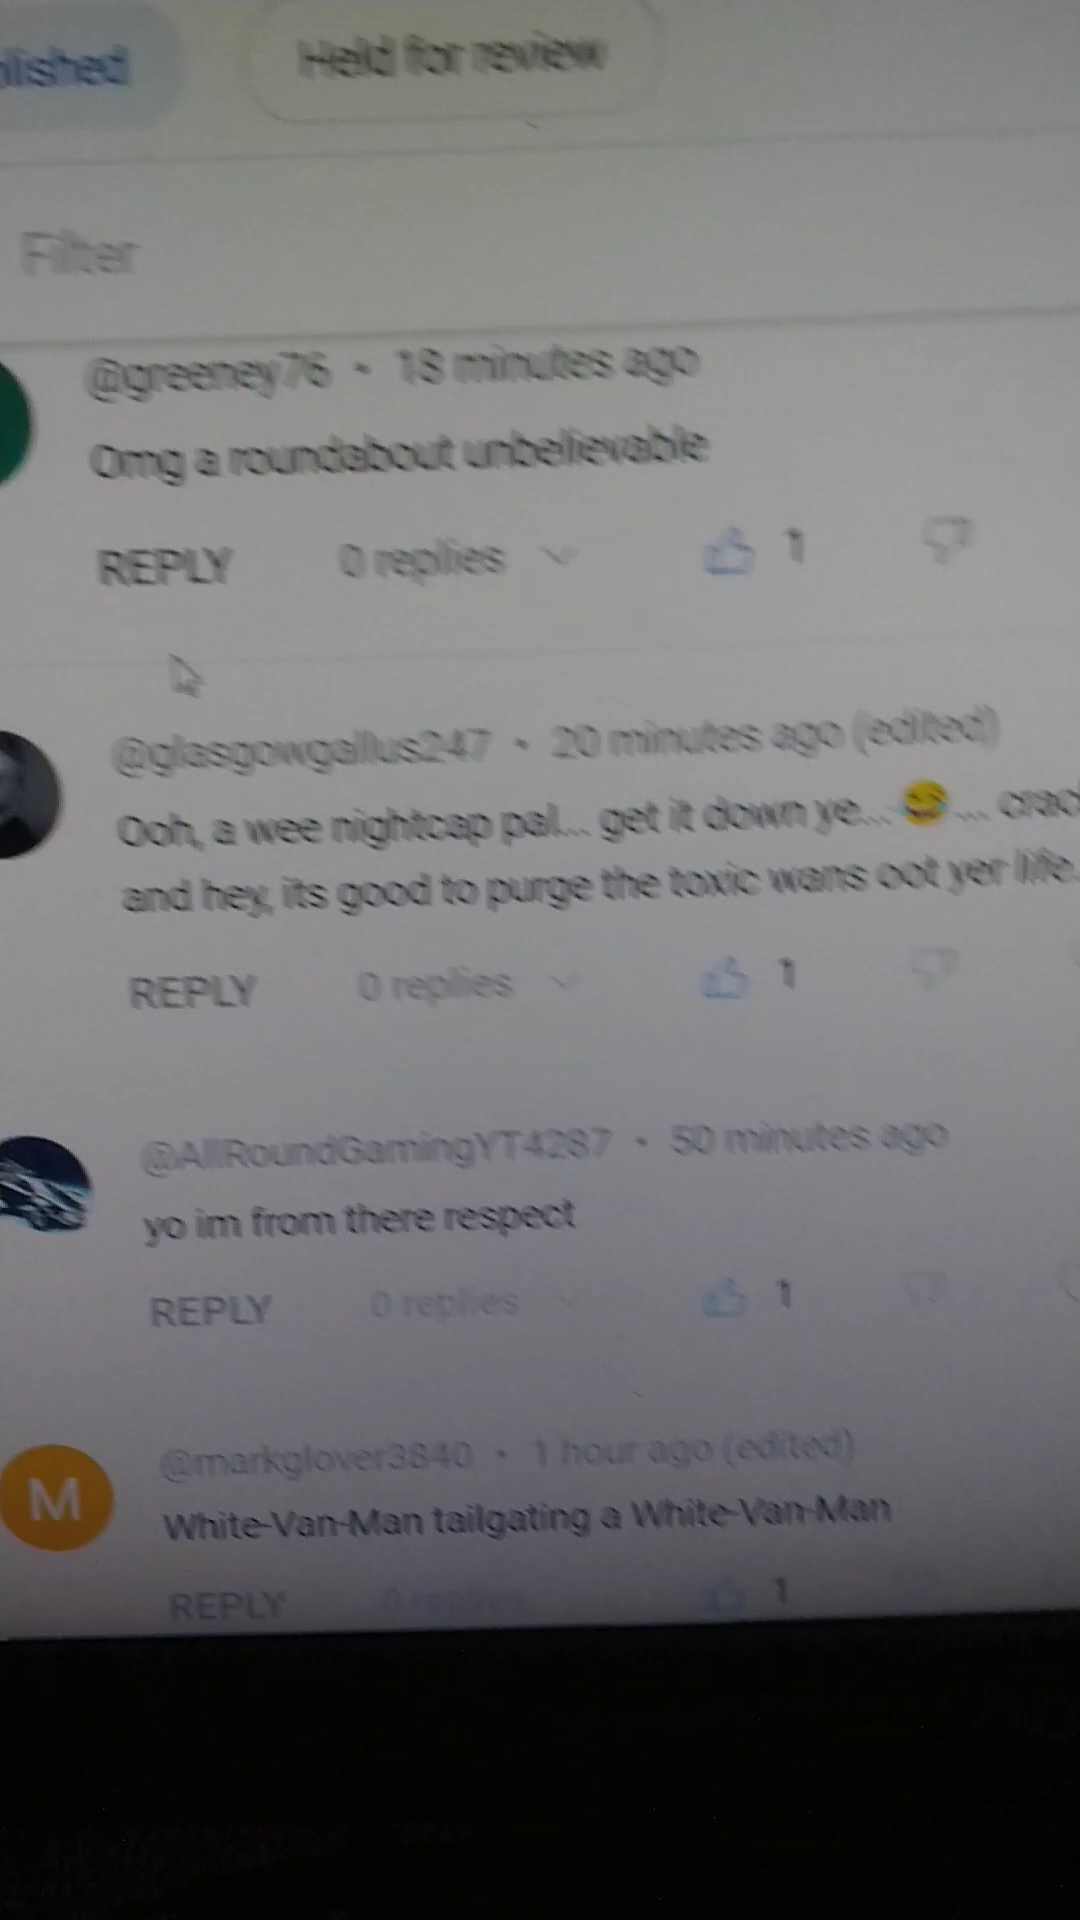 Held for review
Filter
@greeney76 • 18 minutes ago
Omg a roundabout unbelievable
REPLY 0 replies 1
@glasgowgallus247 • 20 minutes ago (edited)
Ooh, a wee nightcap pal... get it down ye...😂...
and hey, its good to purge the toxic wans oot yer life.
REPLY 0 replies 1
@AllRoundGamingYT4287 • 50 minutes ago
yo im from there respect
REPLY 0 replies 1
M
@markglover3840 • 1 hour ago (edited)
White-Van-Man tailgating a White-Van-Man
REPLY 0 replies 1